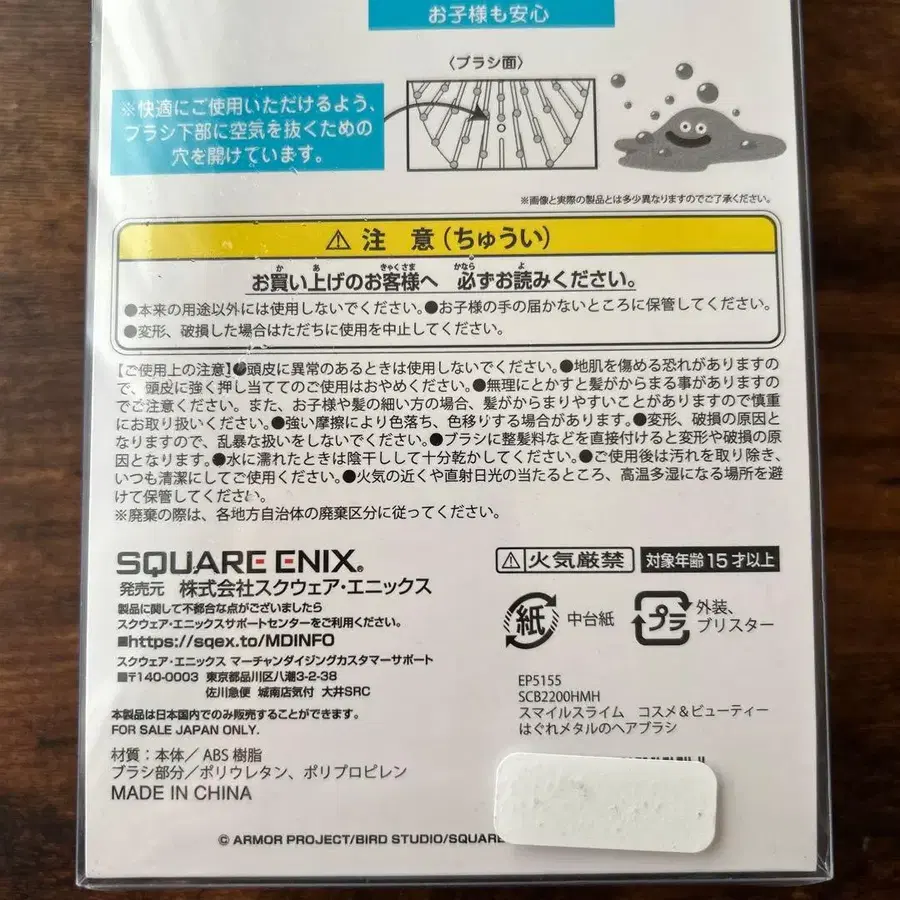 お子様も安心
〈ブラシ面〉
※快適にご使用いただけるよう、
ブラシ下部に空気を抜くための
穴を開けています。
※画像と実際の製品とは多少異なりますのでご了承ください。
⚠ 注 意(ちゅうい)
お買い上げのお客様へ 必ずお読みください。
●本来の用途以外には使用しないでください。●お子様の手の届かないところに保管してください。
●変形、破損した場合はただちに使用を中止してください。
【ご使用上の注意】●頭皮に異常のあるときは使用しないでください。●地肌を傷める恐れがありますの
で、頭皮に強く押し当ててのご使用はおやめください。●無理にとかすと髪がからまる事がありますの
でご注意ください。また、お子様や髪の細い方の場合、髪がからまりやすいことがありますので慎重
にお取り扱いください。●強い摩擦により色落ち、色移りする場合があります。●変形、破損の原因と
なりますので、乱暴な扱いをしないでください。●ブラシに整髪料などを直接付けると変形や破損の原
因となります。●水に濡れたときは陰干しして十分乾かしてください。●ご使用後は汚れを取り除き、
いつも清潔にしてご使用ください。●火気の近くや直射日光の当たるところ、高温多湿になる場所を避
けて保管してください。
※廃棄の際は、各地方自治体の廃棄区分に従ってください。
SQUARE ENIX®
発売元 株式会社スクウェア・エニックス
製品に関して不都合な点がございましたら
スクウェア・エニックスサポートセンターをご利用ください。
■https://sqex.to/MDINFO
スクウェア・エニックス マーチャンダイジングカスタマーサポート
■〒140-0003 東京都品川区八潮3-2-38
佐川急便 城南店気付 大井SRC
本製品は日本国内でのみ販売することができます。
FOR SALE JAPAN ONLY.
材質:本体/ABS樹脂
ブラシ部分/ポリウレタン、ポリプロピレン
MADE IN CHINA
⚠火気厳禁 対象年齢15才以上
紙 中台紙 プラ 外装、
ブリスター
EP5155
SCB2200HMH
スマイルスライム コスメ&ビューティー
はぐれメタルのヘアブラシ
© ARMOR PROJECT/BIRD STUDIO/SQUARE